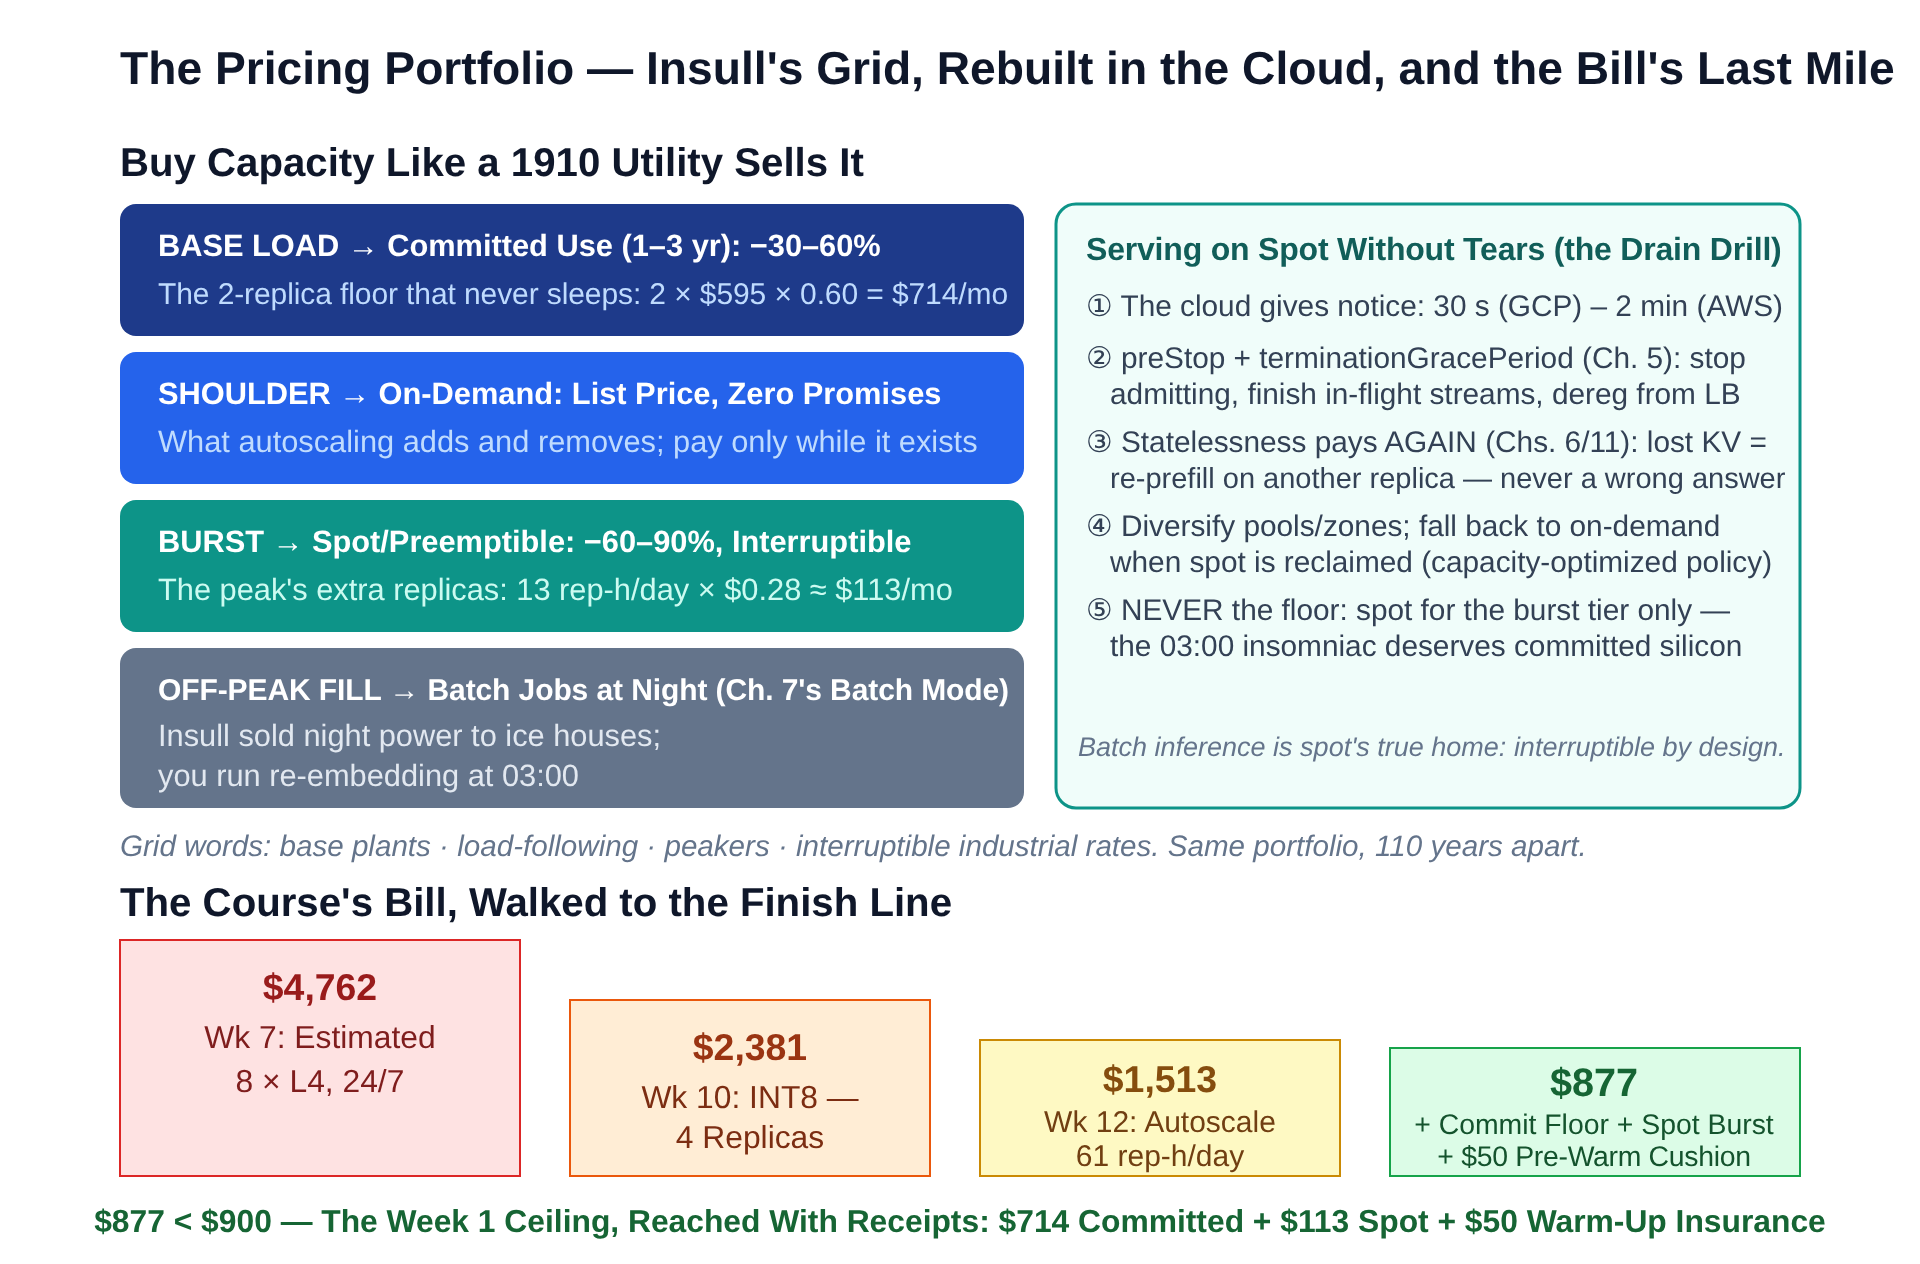 The Pricing Portfolio — Insull's Grid, Rebuilt in the Cloud, and the Bill's Last Mile
Buy Capacity Like a 1910 Utility Sells It
BASE LOAD → Committed Use (1–3 yr): −30–60%
The 2-replica floor that never sleeps: 2 × $595 × 0.60 = $714/mo
SHOULDER → On-Demand: List Price, Zero Promises
What autoscaling adds and removes; pay only while it exists
BURST → Spot/Preemptible: −60–90%, Interruptible
The peak's extra replicas: 13 rep-h/day × $0.28 ≈ $113/mo
OFF-PEAK FILL → Batch Jobs at Night (Ch. 7's Batch Mode)
Insull sold night power to ice houses;
you run re-embedding at 03:00
Serving on Spot Without Tears (the Drain Drill)
① The cloud gives notice: 30 s (GCP) – 2 min (AWS)
② preStop + terminationGracePeriod (Ch. 5): stop
admitting, finish in-flight streams, dereg from LB
③ Statelessness pays AGAIN (Chs. 6/11): lost KV =
re-prefill on another replica — never a wrong answer
④ Diversify pools/zones; fall back to on-demand
when spot is reclaimed (capacity-optimized policy)
⑤ NEVER the floor: spot for the burst tier only —
the 03:00 insomniac deserves committed silicon
Batch inference is spot's true home: interruptible by design.
Grid words: base plants · load-following · peakers · interruptible industrial rates. Same portfolio, 110 years apart.
The Course's Bill, Walked to the Finish Line
$4,762
Wk 7: Estimated
8 × L4, 24/7
$2,381
Wk 10: INT8 —
4 Replicas
$1,513
Wk 12: Autoscale
61 rep-h/day
$877
+ Commit Floor + Spot Burst
+ $50 Pre-Warm Cushion
$877 < $900 — The Week 1 Ceiling, Reached With Receipts: $714 Committed + $113 Spot + $50 Warm-Up Insurance